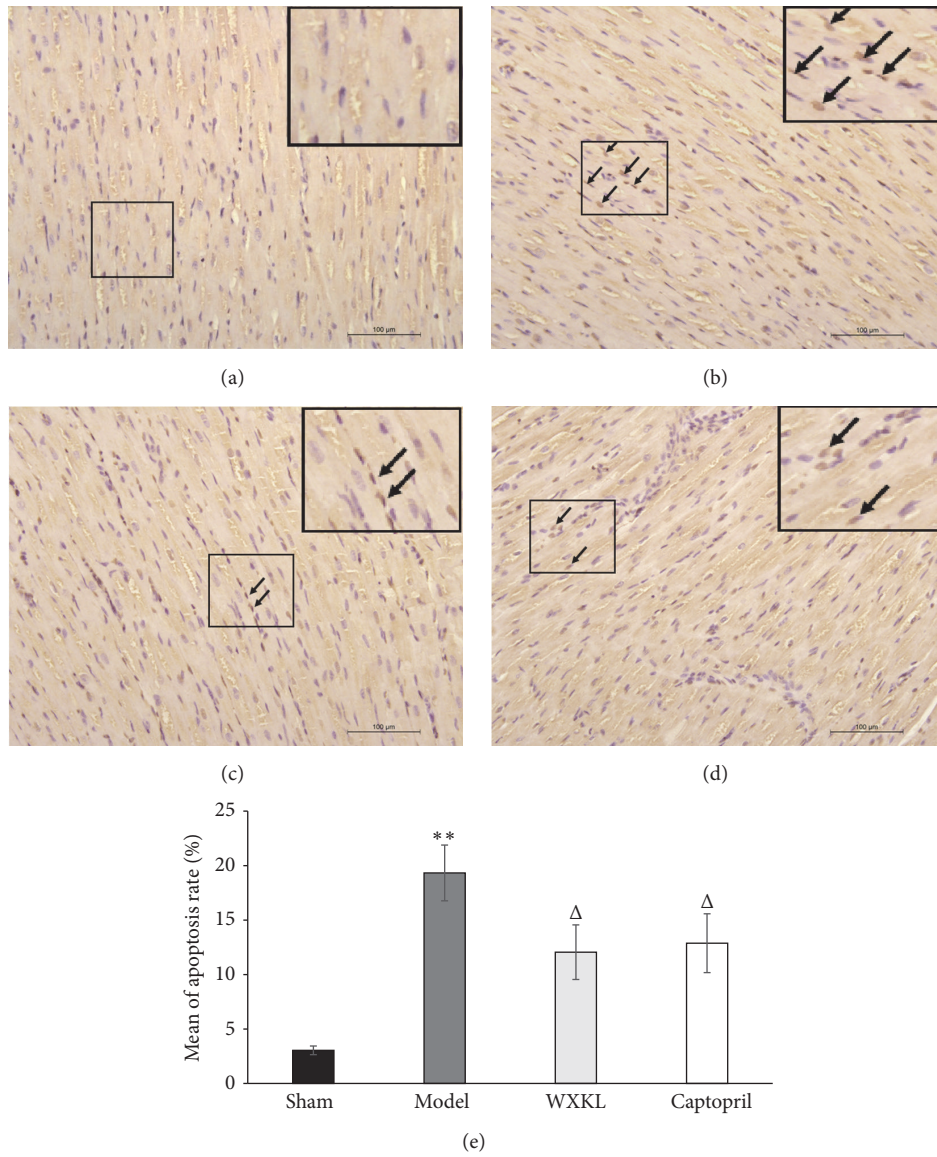 100 μm
100 μm
(a)
(b)
100 μm
100 μm
(c)
(d)
25
20
15
10
5
0
Mean of apoptosis rate (%)
**
Δ
Δ
Sham Model WXKL Captopril
(e)